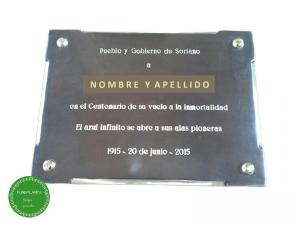 Pueblo y Gobierno de Soriano
a
NOMBRE Y APELLIDO
en el Centenario de su vuelo a la inmortalidad
El azul infinito se abre a sus alas pioneras
1915 - 20 de junio - 2015